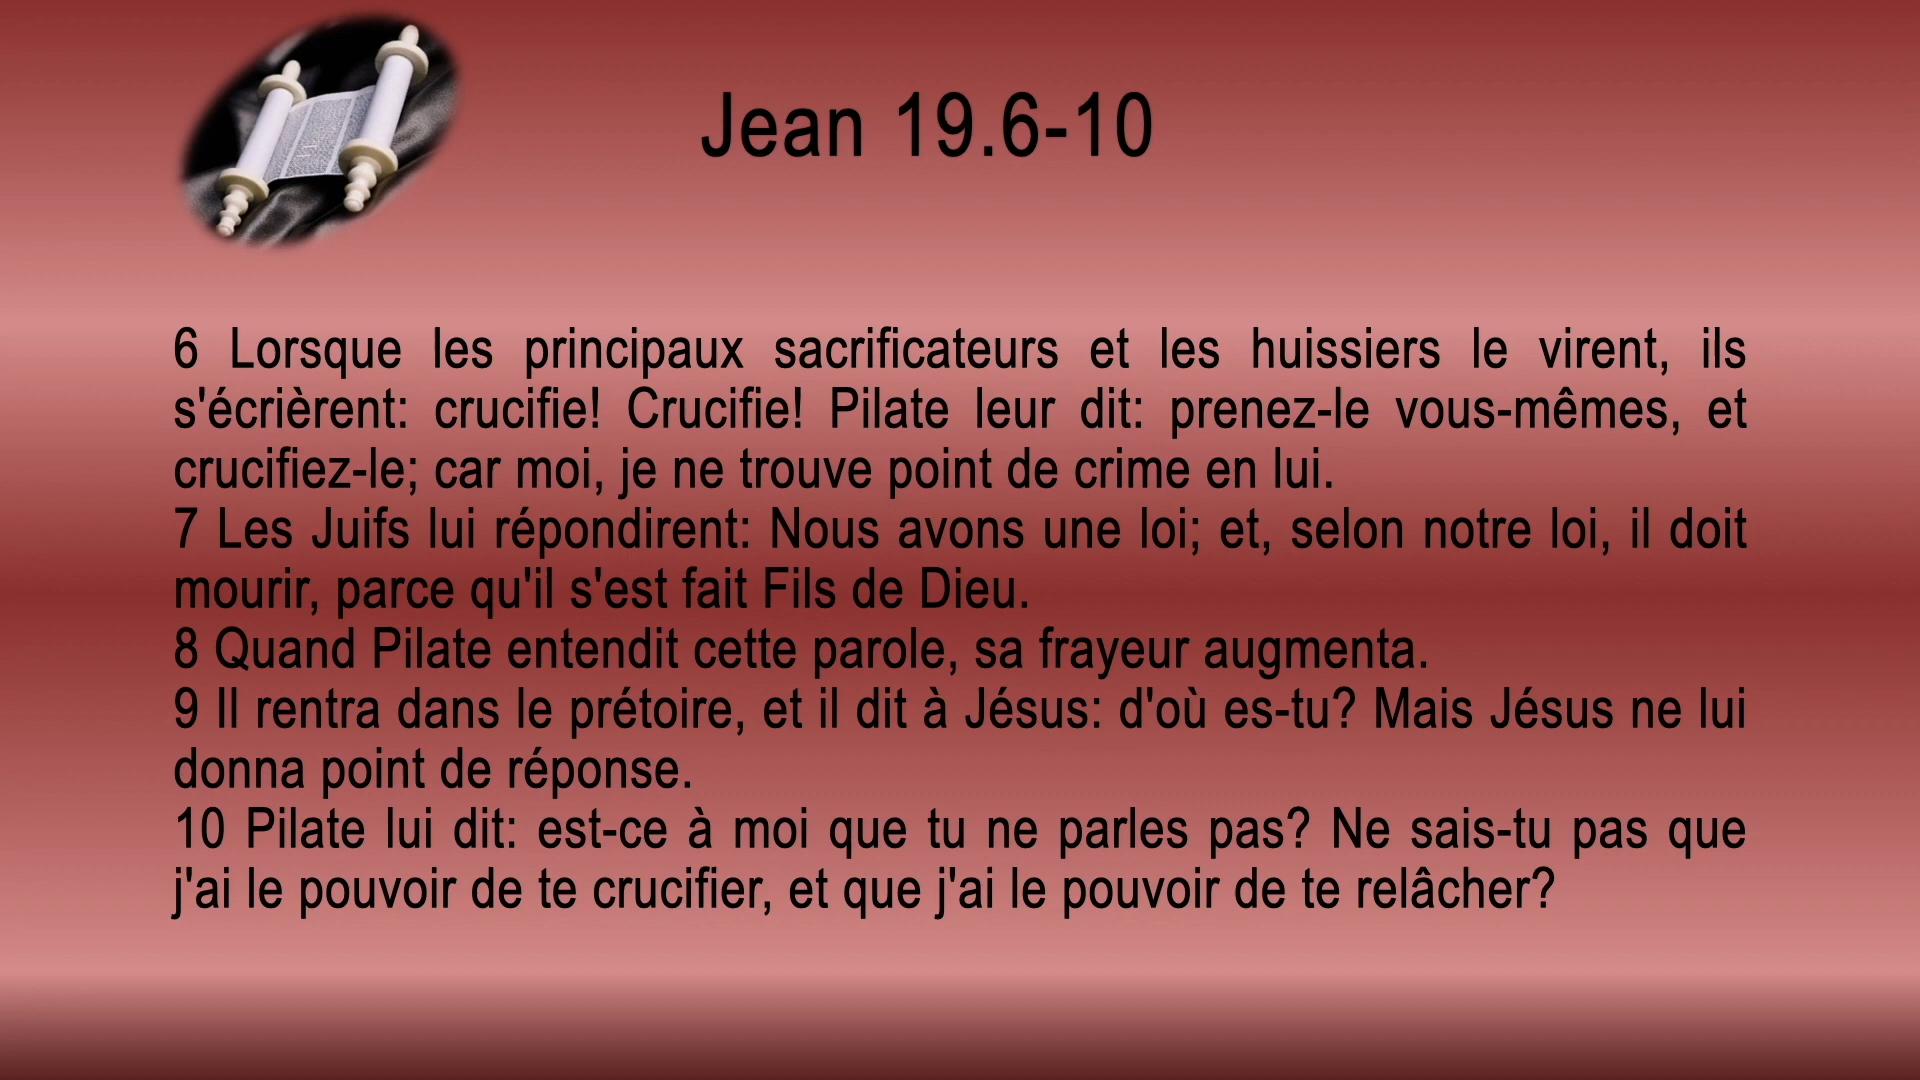 Jean 19.6-10
6 Lorsque les principaux sacrificateurs et les huissiers le virent, ils
s'écrièrent: crucifie! Crucifie! Pilate leur dit: prenez-le vous-mêmes, et
crucifiez-le; car moi, je ne trouve point de crime en lui.
7 Les Juifs lui répondirent: Nous avons une loi; et, selon notre loi, il doit
mourir, parce qu'il s'est fait Fils de Dieu.
8 Quand Pilate entendit cette parole, sa frayeur augmenta.
9 Il rentra dans le prétoire, et il dit à Jésus: d'où es-tu? Mais Jésus ne lui
donna point de réponse.
10 Pilate lui dit: est-ce à moi que tu ne parles pas? Ne sais-tu pas que
j'ai le pouvoir de te crucifier, et que j'ai le pouvoir de te relâcher?